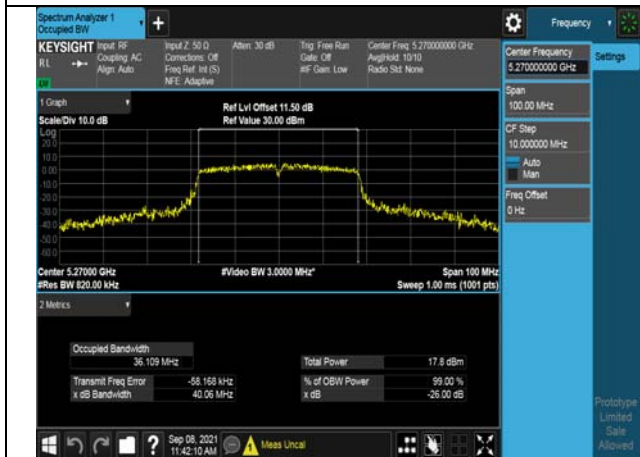 Spectrum Analyzer 1
Occupied BW
Frequency
KEYSIGHT
Input: RF
Input Z: 50 Ω
Atten: 30 dB
Trig: Free Run
Center Freq: 5.270000000 GHz
RL
Coupling: AC
Corrections: Off
Gate: Off
Avg|Hold: 10/10
Align: Auto
Freq Ref: Int (S)
#IF Gain: Low
Radio Std: None
NFE: Adaptive
Center Frequency
5.270000000 GHz
Settings
Span
100.00 MHz
CF Step
10.000000 MHz
Auto
Man
Freq Offset
0 Hz
1 Graph
Ref Lvl Offset 11.50 dB
Scale/Div 10.0 dB
Ref Value 30.00 dBm
Log
20.0
10.0
0.00
-10.0
-20.0
-30.0
-40.0
-50.0
-60.0
Center 5.27000 GHz
#Video BW 3.0000 MHz*
Span 100 MHz
#Res BW 820.00 kHz
Sweep 1.00 ms (1001 pts)
2 Metrics
Occupied Bandwidth
36.109 MHz
Total Power
17.8 dBm
Transmit Freq Error
-58.168 kHz
% of OBW Power
99.00 %
x dB Bandwidth
40.06 MHz
x dB
-26.00 dB
Prototype
Limited
Sale
Allowed
?
Sep 08, 2021
11:42:10 AM
Meas Uncal